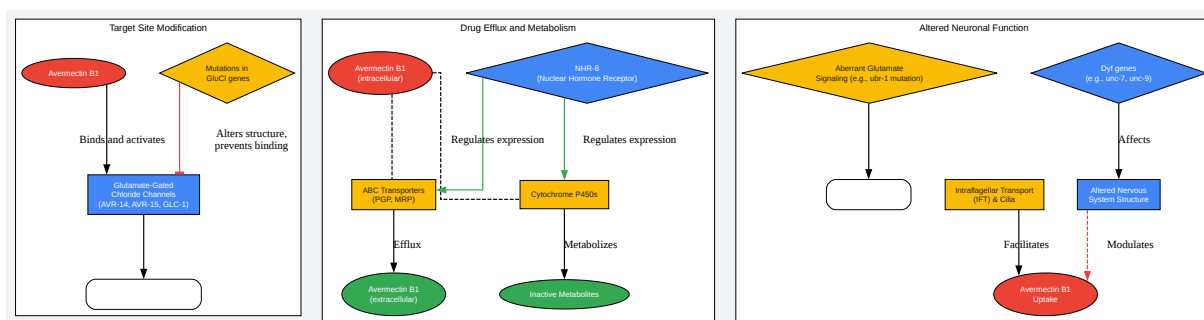 Target Site Modification
Avermectin B1
Mutations in
GluCl genes
Binds and activates
Alters structure,
prevents binding
Glutamate-Gated
Chloride Channels
(AVR-14, AVR-15, GLC-1)
Drug Efflux and Metabolism
Avermectin B1
(intracellular)
NHR-8
(Nuclear Hormone Receptor)
Regulates expression
Regulates expression
ABC Transporters
(PGP, MRP)
Cytochrome P450s
Efflux
Metabolizes
Avermectin B1
(extracellular)
Inactive Metabolites
Altered Neuronal Function
Aberrant Glutamate
Signaling (e.g., ubr-1 mutation)
Dyf genes
(e.g., unc-7, unc-9)
Affects
Intraflagellar Transport
(IFT) & Cilia
Altered Nervous
System Structure
Facilitates
Modulates
Avermectin B1
Uptake